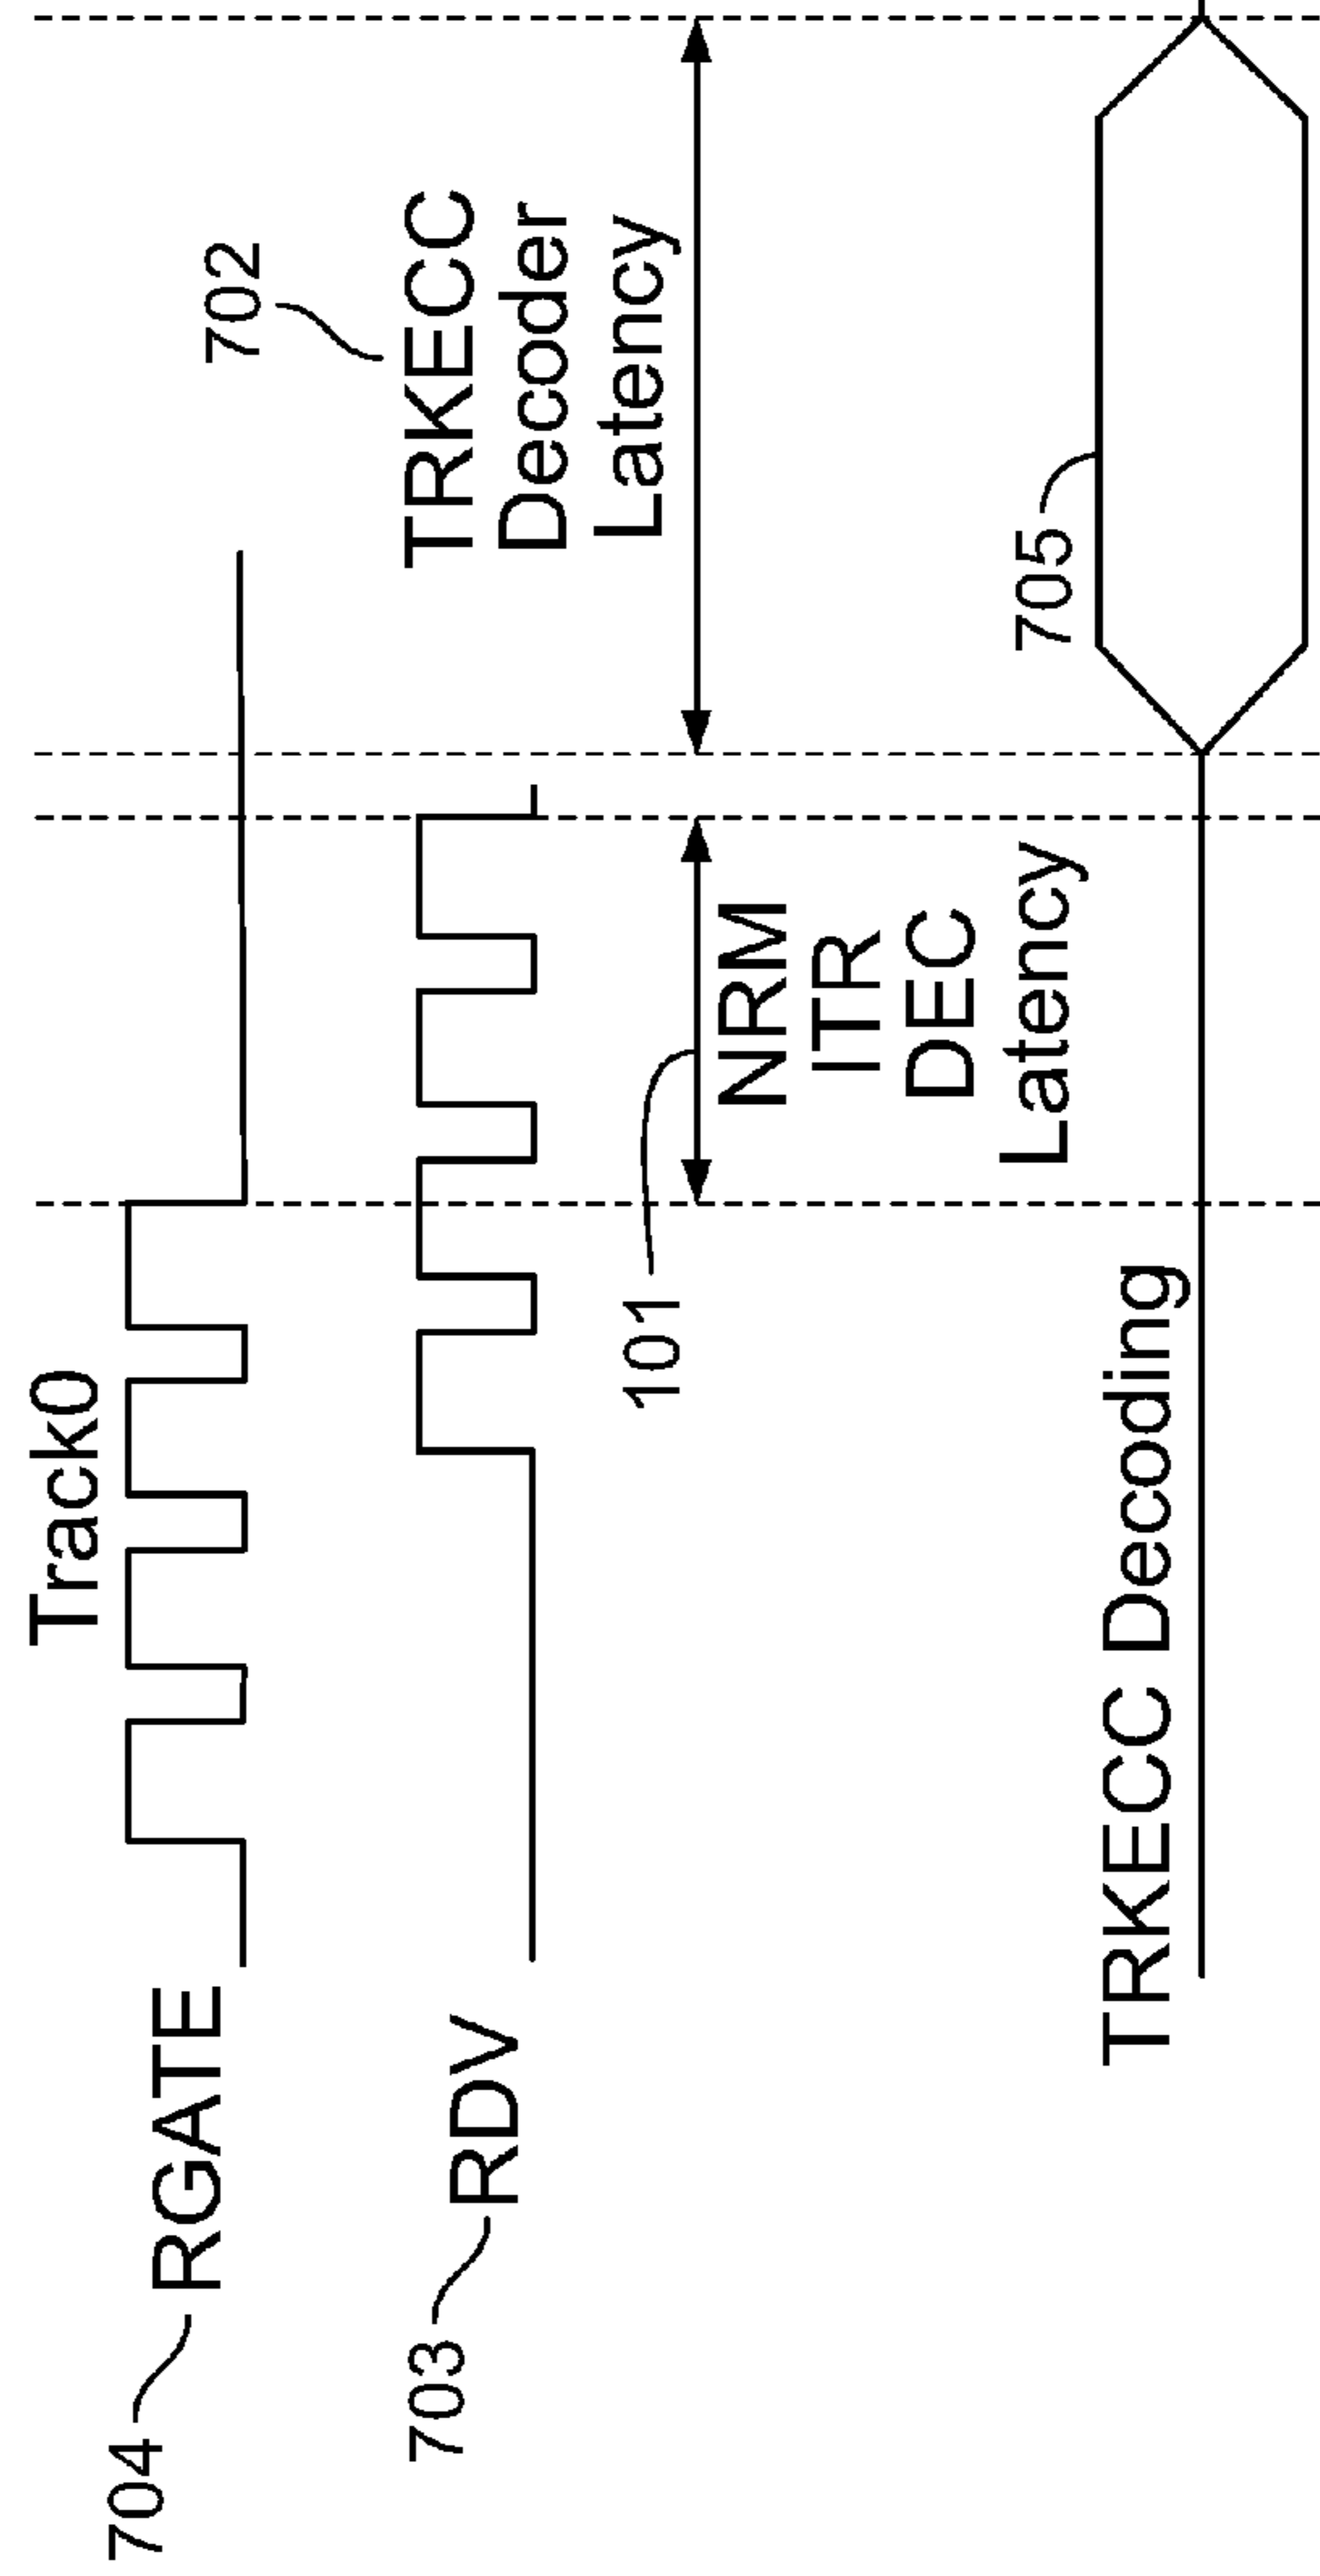 Track0
704
RGATE
702
TRKECC
Decoder
Latency
703
RDV
101
NRM
ITR
DEC
Latency
705
TRKECC Decoding